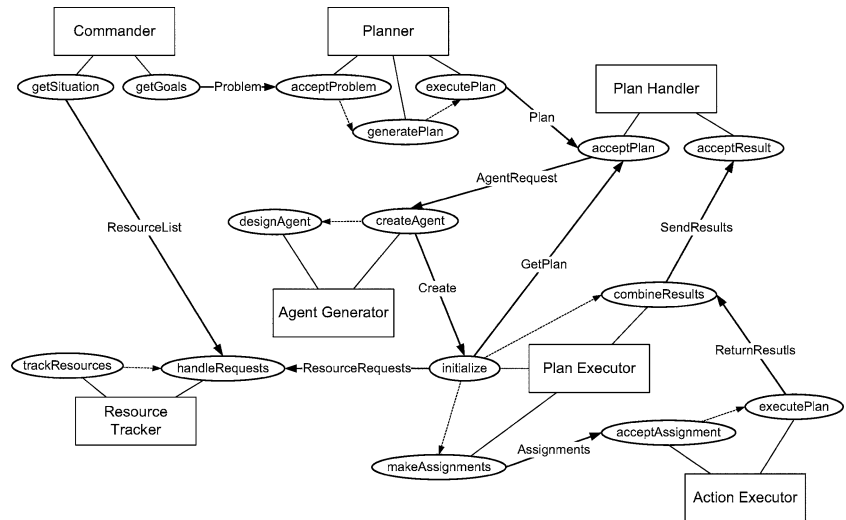 Commander
Planner
getSituation
getGoals
Problem
acceptProblem
executePlan
Plan Handler
generatePlan
Plan
acceptPlan
acceptResult
AgentRequest
designAgent
createAgent
ResourceList
SendResults
GetPlan
Create
combineResults
Agent Generator
ReturnResutls
trackResources
handleRequests
ResourceRequests
initialize
Plan Executor
Resource
Tracker
executePlan
acceptAssignment
Assignments
makeAssignments
Action Executor